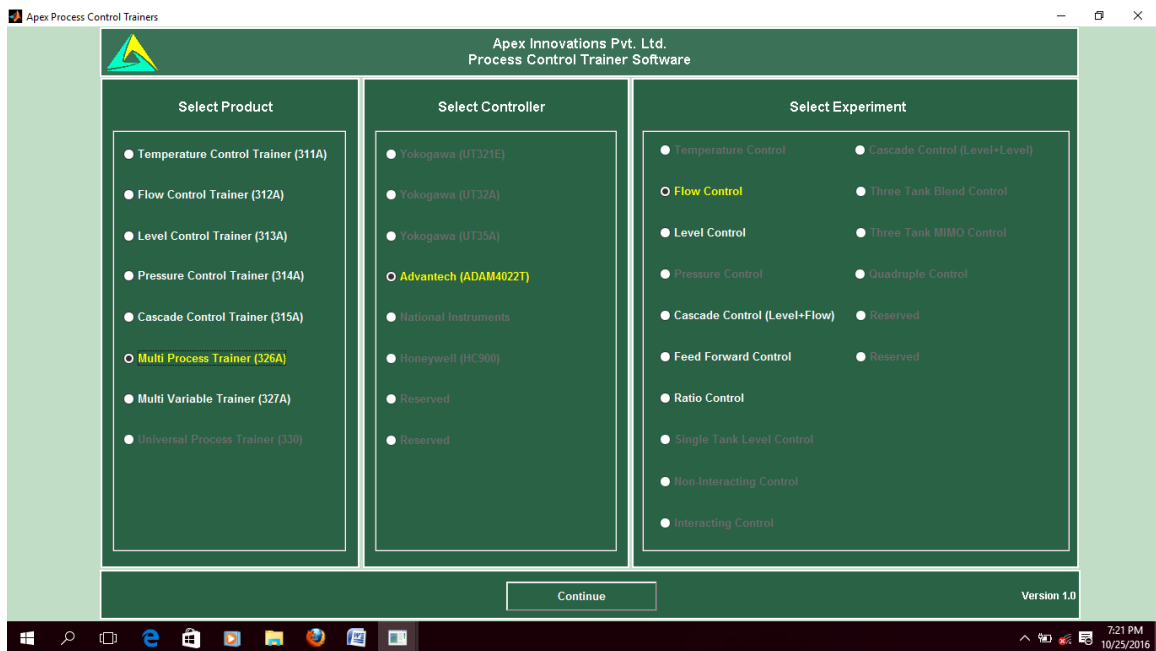 Apex Process Control Trainers
Apex Innovations Pvt. Ltd.
Process Control Trainer Software
Select Product
Temperature Control Trainer (311A)
Flow Control Trainer (312A)
Level Control Trainer (313A)
Pressure Control Trainer (314A)
Cascade Control Trainer (315A)
Multi Process Trainer (326A)
Multi Variable Trainer (327A)
Universal Process Trainer (330)
Select Controller
Yokogawa (UT321E)
Yokogawa (UT32A)
Yokogawa (UT35A)
Advantech (ADAM4022T)
National Instruments
Honeywell (HC900)
Reserved
Reserved
Select Experiment
Temperature Control
Flow Control
Level Control
Pressure Control
Cascade Control (Level+Flow)
Feed Forward Control
Ratio Control
Single Tank Level Control
Non-Interacting Control
Interacting Control
Cascade Control (Level+Level)
Three Tank Blend Control
Three Tank MIMO Control
Quadruple Control
Reserved
Reserved
Continue
Version 1.0
7:21 PM
10/25/2016